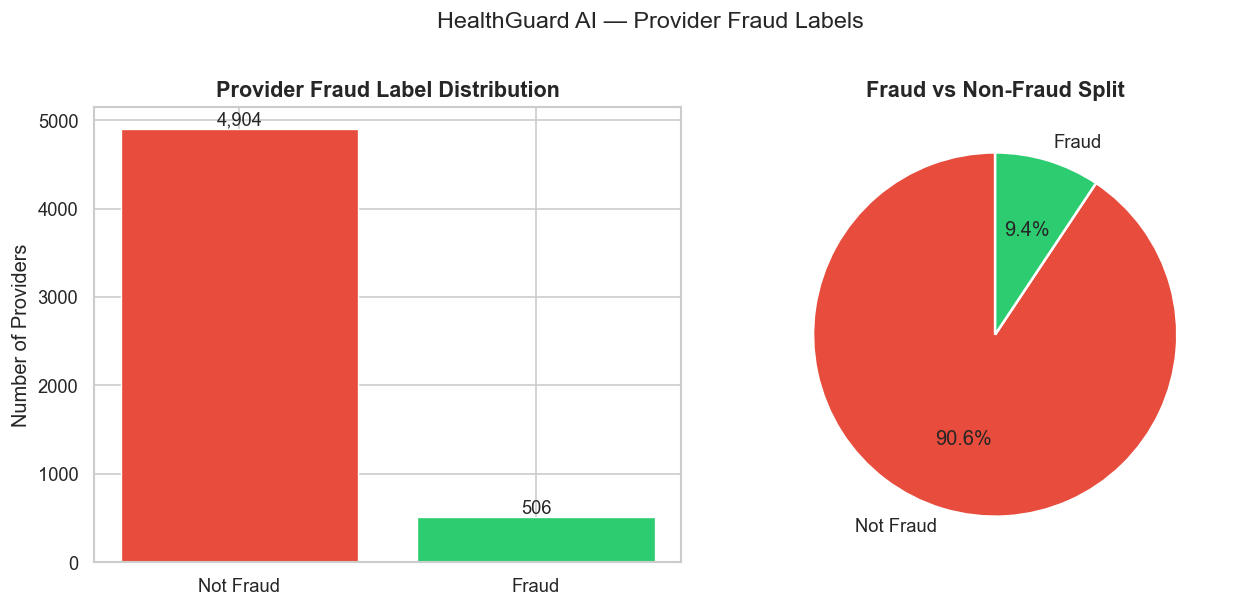 HealthGuard AI — Provider Fraud Labels
Provider Fraud Label Distribution
Number of Providers
5000
4000
3000
2000
1000
0
4,904
506
Not Fraud
Fraud
Fraud vs Non-Fraud Split
Fraud
9.4%
90.6%
Not Fraud